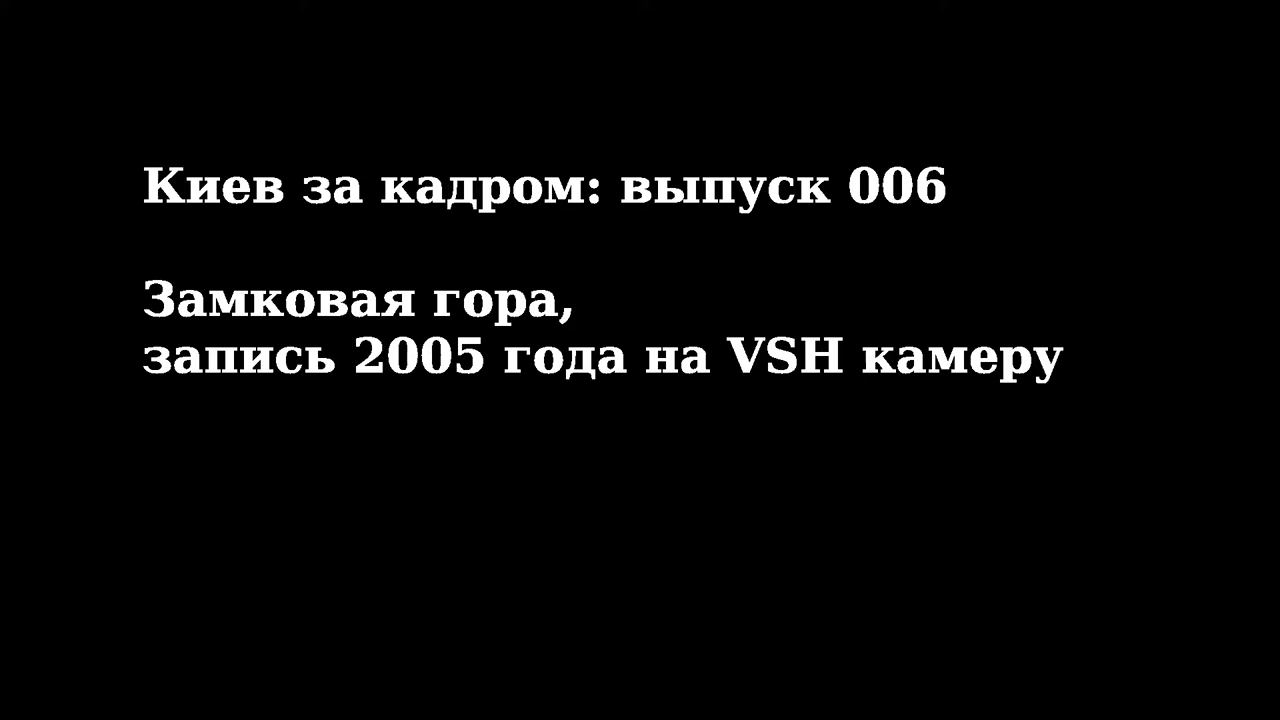 Киев за кадром: выпуск 006
Замковая гора,
запись 2005 года на VSH камеру